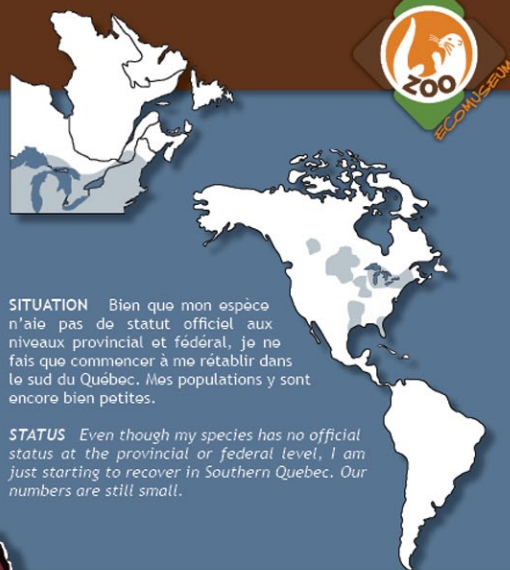 ZOO
ECOMUSEUM
SITUATION Bien que mon espèce
n'aie pas de statut officiel aux
niveaux provincial et fédéral, je ne
fais que commencer à me rétablir dans
le sud du Québec. Mes populations y sont
encore bien petites.
STATUS Even though my species has no official
status at the provincial or federal level, I am
just starting to recover in Southern Quebec. Our
numbers are still small.